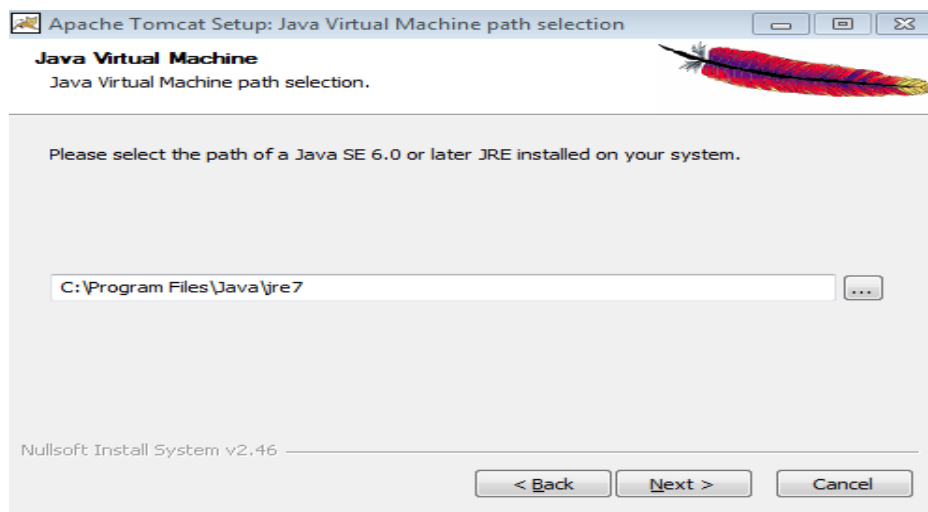 Apache Tomcat Setup: Java Virtual Machine path selection
Java Virtual Machine
Java Virtual Machine path selection.
Please select the path of a Java SE 6.0 or later JRE installed on your system.
C:\Program Files\Java\jre7
...
Nullsoft Install System v2.46
< Back
Next >
Cancel